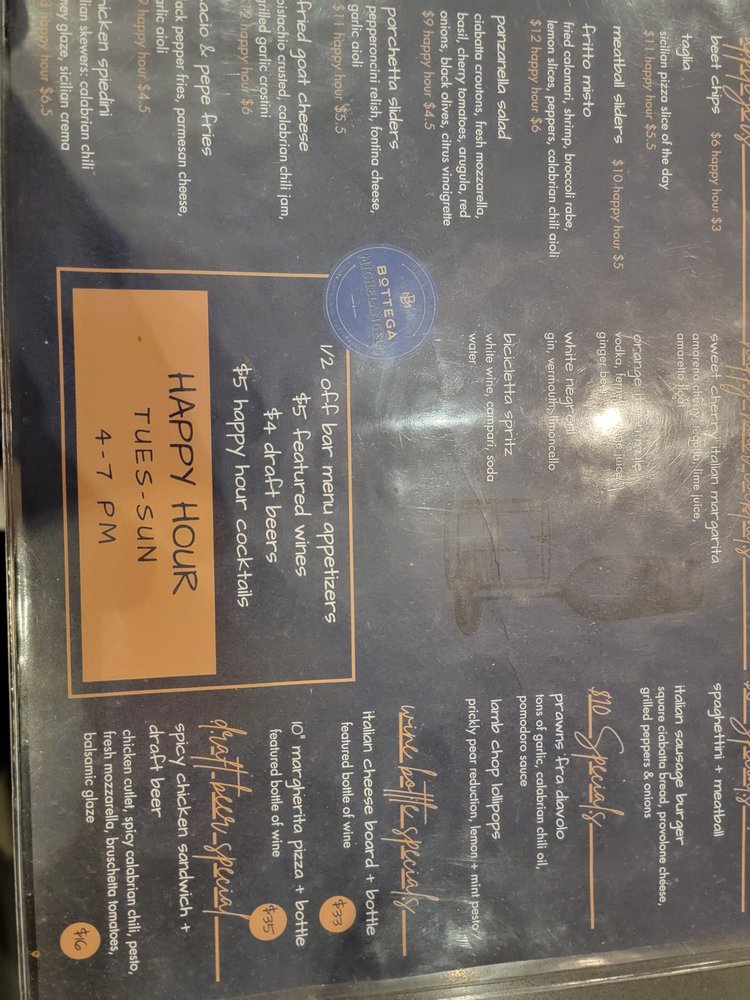 beet chips $6 happy hour $3
taglia
sicilian pizza slice of the day
$11 happy hour $5.5
meatball sliders $10 happy hour $5
fritto misto
fried calamari, shrimp, broccoli rabe,
lemon slices, peppers, calabrian chili aioli
$12 happy hour $6
panzanella salad
ciabatta croutons, fresh mozzarella,
basil, cherry tomatoes, arugula, red
onions, black olives, citrus vinaigrette
$9 happy hour $4.5
porchetta sliders
pepperoncini relish, fontina cheese,
garlic aioli
$11 happy hour $5.5
fried goat cheese
pistachio crusted, calabrian chili jam,
grilled garlic crostini
happy hour $6
cacio & pepe fries
black pepper fries, parmesan cheese,
garlic aioli
happy hour $4.5
chicken spiedini
skewers, calabrian chili
glaze, sicilian crema
happy hour $6.5
sweet cherry italian margarita
amarena cherry tequila, lime juice,
orange
vodka,
ginger
white negroni
gin, vermouth, limoncello
bicicletta spritz
white wine, campari, soda
water
BM
BOTTEGA
MICHELANGELO
1/2 off bar menu appetizers
$5 featured wines
$4 draft beers
$5 happy hour cocktails
HAPPY HOUR
TUES-SUN
4-7 PM
spaghettini + meatball
italian sausage burger
square ciabatta bread, provolone cheese,
grilled peppers & onions
$10 Specials
prawns 'fra diavolo
tons of garlic, calabrian chili oil,
pomodoro sauce
lamb chop lollipops
prickly pear reduction, lemon + mint pesto
wine bottle specials
italian cheese board + bottle
featured bottle of wine
$33
10" margherita pizza + bottle
featured bottle of wine
$35
draft beer special
spicy chicken sandwich +
draft beer
chicken cutlet, spicy calabrian chili, pesto,
fresh mozzarella, bruschetta tomatoes,
balsamic glaze
$16